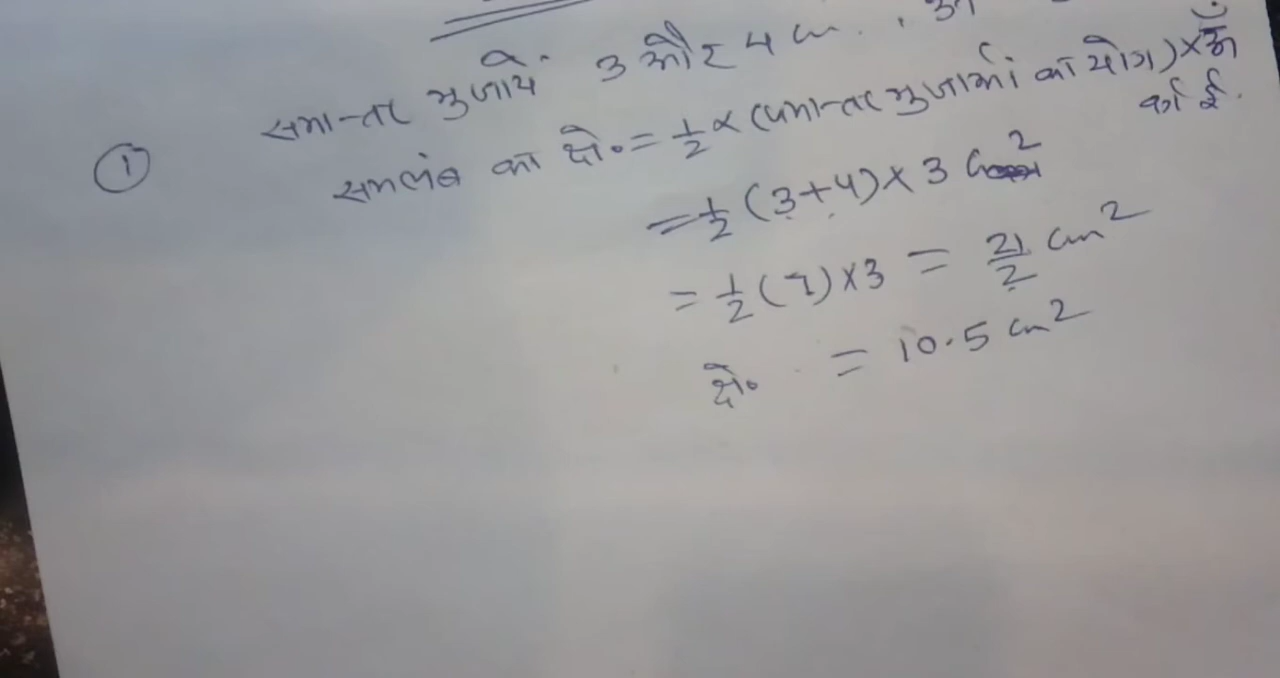 समान्तर भुजायें 3 और 4 cm.
① समलंब का क्षे० = 1/2 × (समान्तर भुजाओं का योग) × ऊँ
चाई.
= 1/2 (3+4) × 3 cm²
= 1/2 (7) × 3 = 21/2 cm²
क्षे० = 10.5 cm²